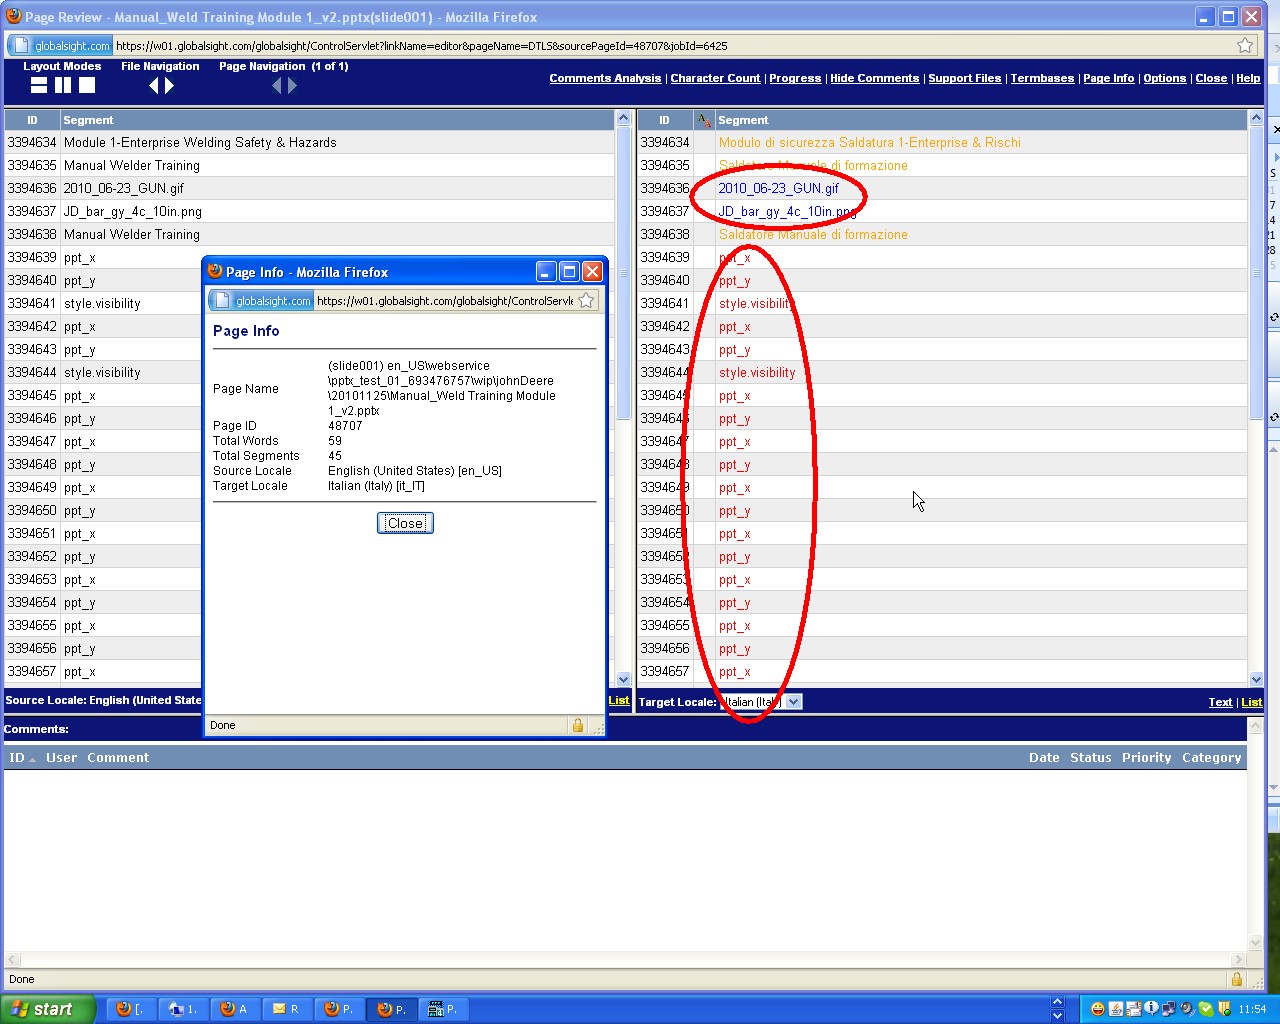 Page Review - Manual_Weld Training Module 1_v2.pptx(slide001) - Mozilla Firefox
globalsight.com https://w01.globalsight.com/globalsight/ControlServlet?linkName=editor&pageName=DTLS&sourcePageId=48707&jobId=6425
Layout Modes File Navigation Page Navigation (1 of 1)
Comments Analysis | Character Count | Progress | Hide Comments | Support Files | Termbases | Page Info | Options | Close | Help
ID Segment
3394634 Module 1-Enterprise Welding Safety & Hazards
3394635 Manual Welder Training
3394636 2010_06-23_GUN.gif
3394637 JD_bar_gy_4c_10in.png
3394638 Manual Welder Training
3394639 ppt_x
3394640 ppt_y
3394641 style.visibility
3394642 ppt_x
3394643 ppt_y
3394644 style.visibility
3394645 ppt_x
3394646 ppt_y
3394647 ppt_x
3394648 ppt_y
3394649 ppt_x
3394650 ppt_y
3394651 ppt_x
3394652 ppt_y
3394653 ppt_x
3394654 ppt_y
3394655 ppt_x
3394656 ppt_y
3394657 ppt_x
Source Locale: English (United State
List
Page Info - Mozilla Firefox
globalsight.com https://w01.globalsight.com/globalsight/ControlServle
Page Info
Page Name (slide001) en_US\webservice
\pptx_test_01_693476757\wip\johnDeere
\20101125\Manual_Weld Training Module
1_v2.pptx
Page ID 48707
Total Words 59
Total Segments 45
Source Locale English (United States) [en_US]
Target Locale Italian (Italy) [it_IT]
Close
Done
ID Segment
3394634 Modulo di sicurezza Saldatura 1-Enterprise & Rischi
3394635 Saldatore Manuale di formazione
3394636 2010_06-23_GUN.gif
3394637 JD_bar_gy_4c_10in.png
3394638 Saldatore Manuale di formazione
3394639 ppt_x
3394640 ppt_y
3394641 style.visibility
3394642 ppt_x
3394643 ppt_y
3394644 style.visibility
3394645 ppt_x
3394646 ppt_y
3394647 ppt_x
3394648 ppt_y
3394649 ppt_x
3394650 ppt_y
3394651 ppt_x
3394652 ppt_y
3394653 ppt_x
3394654 ppt_y
3394655 ppt_x
3394656 ppt_y
3394657 ppt_x
Target Locale: Italian (Italy)
Text | List
Comments:
ID User Comment Date Status Priority Category
Done
start [. 1. A R P. P. P. 11:54